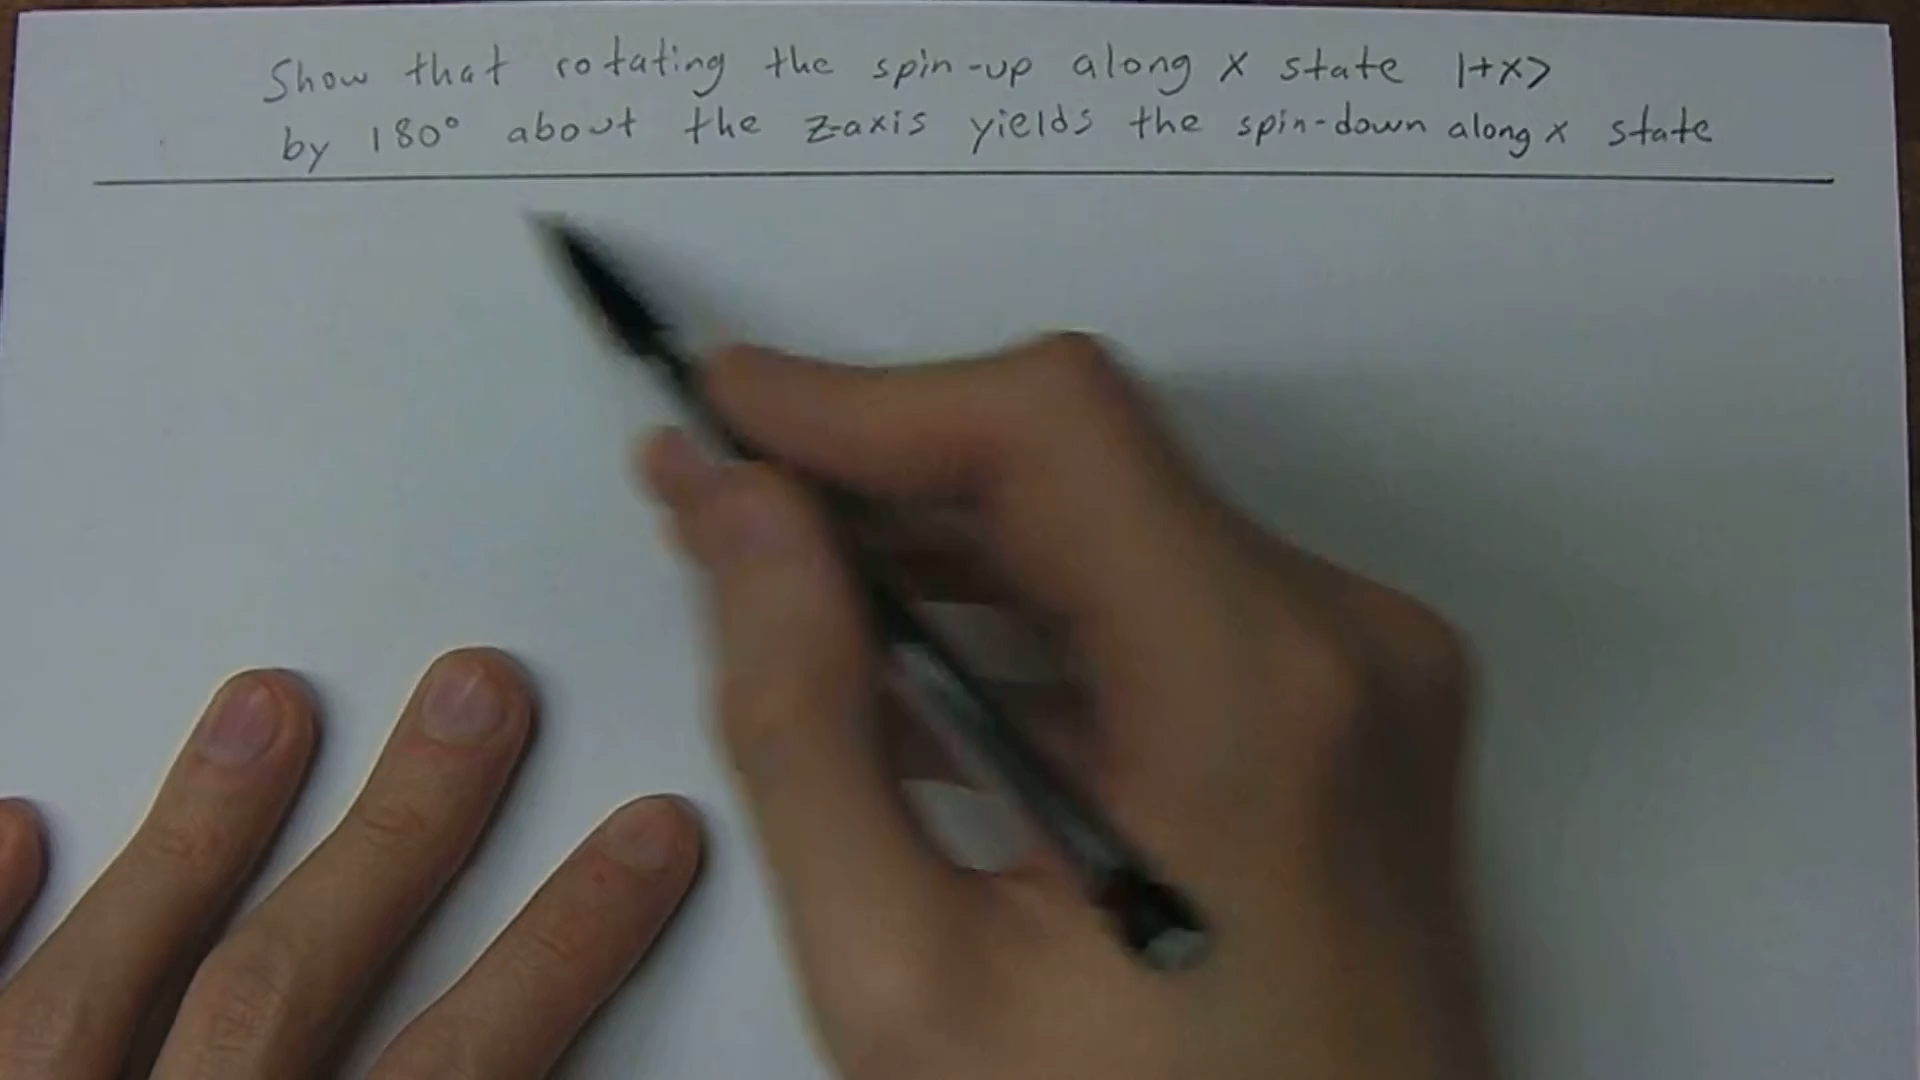 Show that rotating the spin-up along x state |+x>
by 180° about the z-axis yields the spin-down along x state